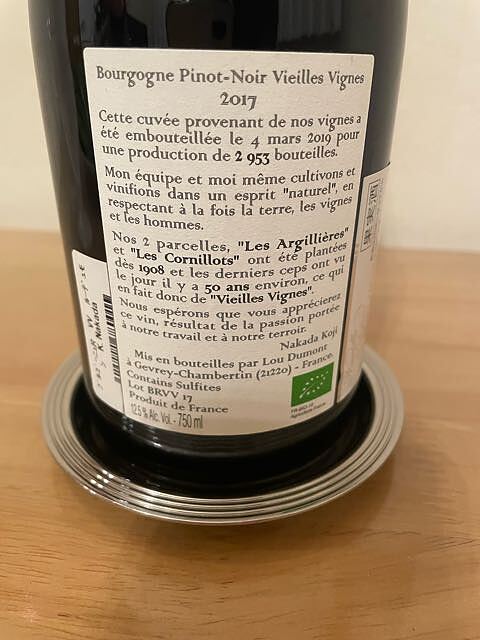 Bourgogne Pinot-Noir Vieilles Vignes
2017
Cette cuvée provenant de nos vignes a
été embouteillée le 4 mars 2019 pour
une production de 2 953 bouteilles.
Mon équipe et moi même cultivons et
vinifions dans un esprit "naturel", en
respectant à la fois la terre, les vignes
et les hommes.
Nos 2 parcelles, "Les Argillières"
et "Les Cornillots" ont été plantées
dès 1908 et les derniers ceps ont vu
le jour il y a 50 ans environ, ce qui
en fait donc de "Vieilles Vignes".
Nous espérons que vous apprécierez
ce vin, résultat de la passion portée
à notre travail et à notre terroir.
Nakada Koji
Mis en bouteilles par Lou Dumont
à Gevrey-Chambertin (21220) - France.
Contains Sulfites
Lot BRVV 17
Produit de France
12.5 % Alc. Vol. - 750 ml
FR-BIO-10
Agriculture France
K. Nakada